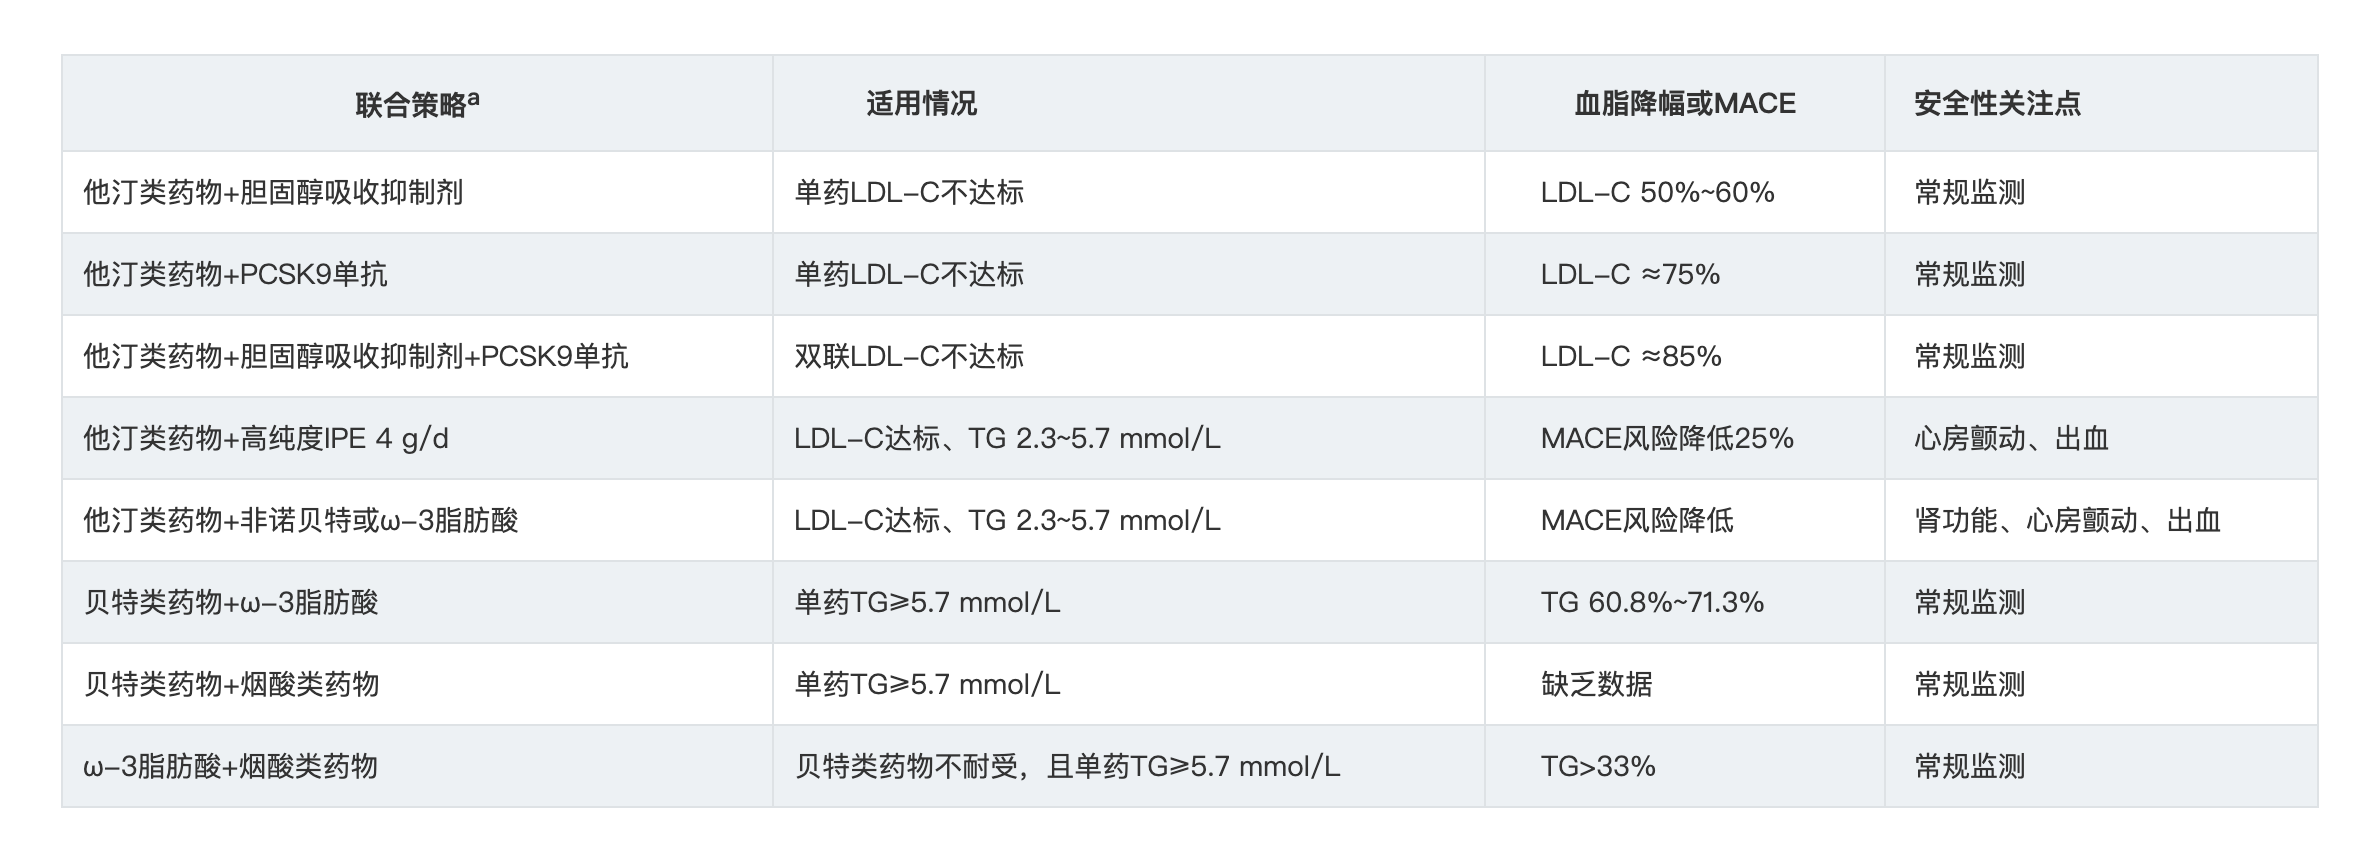 联合策略a 适用情况 血脂降幅或MACE 安全性关注点
他汀类药物+胆固醇吸收抑制剂 单药LDL-C不达标 LDL-C 50%~60% 常规监测
他汀类药物+PCSK9单抗 单药LDL-C不达标 LDL-C ≈75% 常规监测
他汀类药物+胆固醇吸收抑制剂+PCSK9单抗 双联LDL-C不达标 LDL-C ≈85% 常规监测
他汀类药物+高纯度IPE 4 g/d LDL-C达标、TG 2.3~5.7 mmol/L MACE风险降低25% 心房颤动、出血
他汀类药物+非诺贝特或ω-3脂肪酸 LDL-C达标、TG 2.3~5.7 mmol/L MACE风险降低 肾功能、心房颤动、出血
贝特类药物+ω-3脂肪酸 单药TG≥5.7 mmol/L TG 60.8%~71.3% 常规监测
贝特类药物+烟酸类药物 单药TG≥5.7 mmol/L 缺乏数据 常规监测
ω-3脂肪酸+烟酸类药物 贝特类药物不耐受，且单药TG≥5.7 mmol/L TG>33% 常规监测